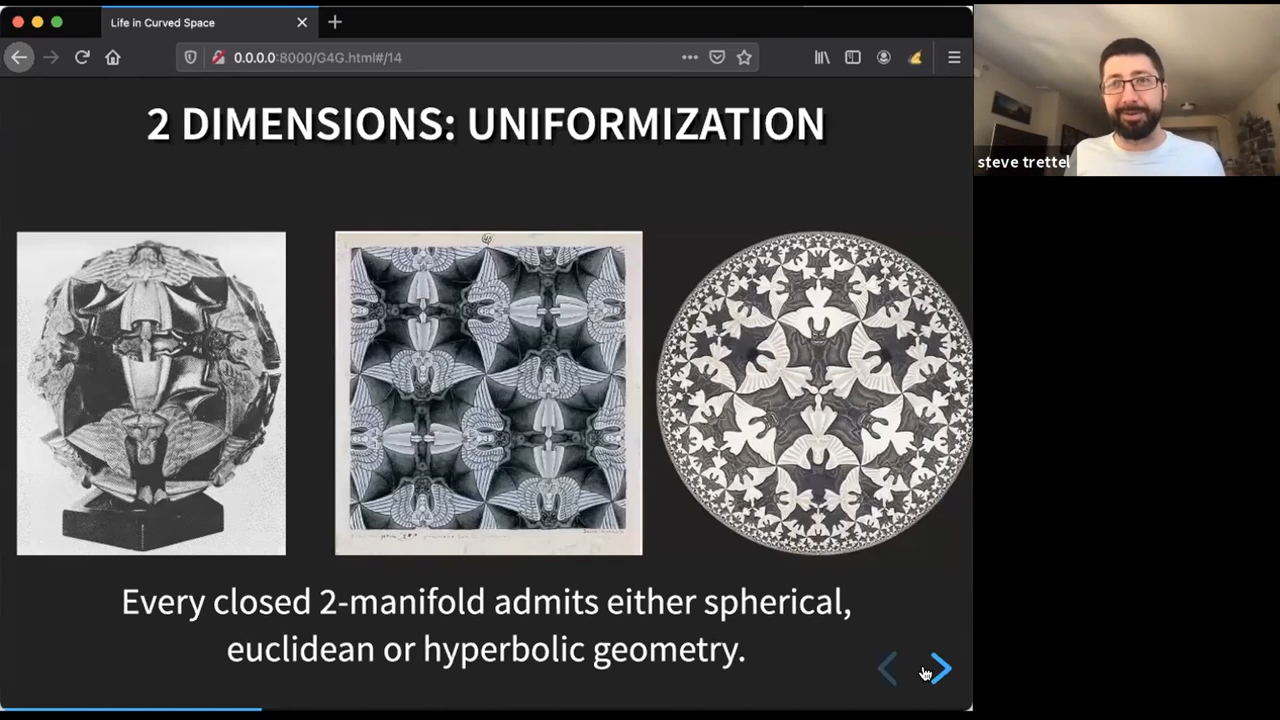 Life in Curved Space
0.0.0.0:8000/G4G.html#/14
2 DIMENSIONS: UNIFORMIZATION
steve trettel
Every closed 2-manifold admits either spherical,
euclidean or hyperbolic geometry.